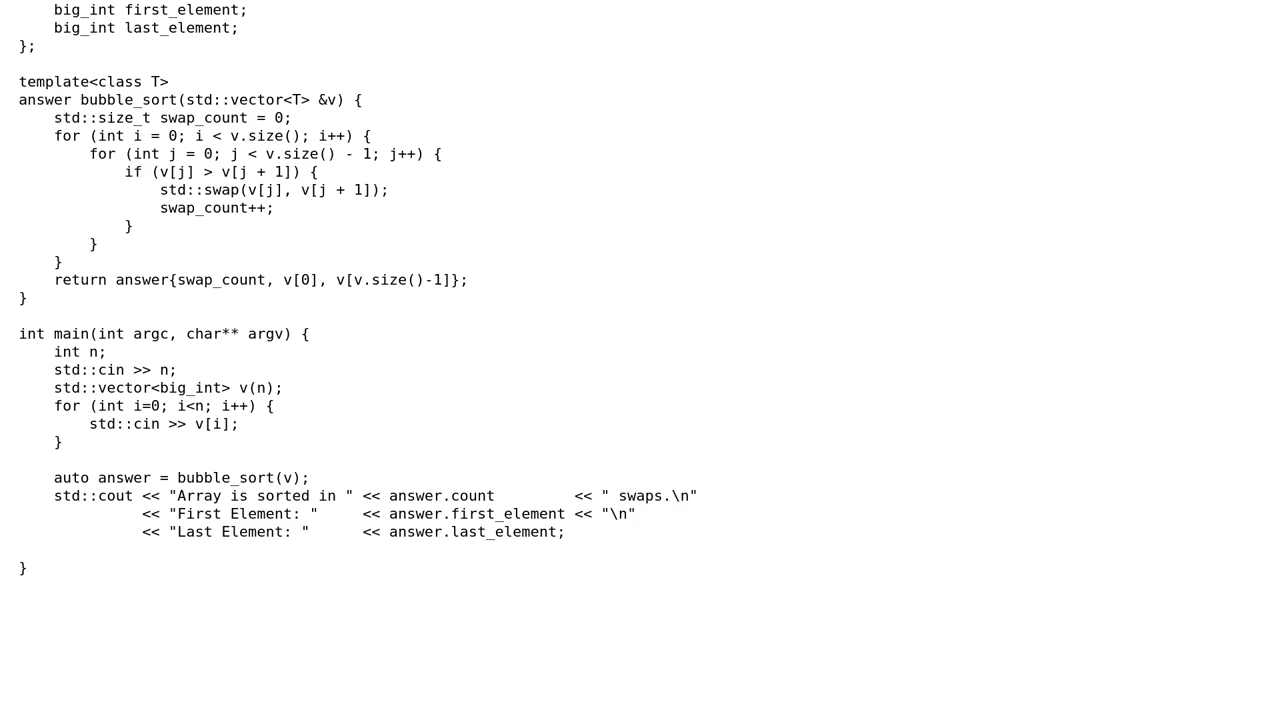 big_int first_element;
    big_int last_element;
};

template<class T>
answer bubble_sort(std::vector<T> &v) {
    std::size_t swap_count = 0;
    for (int i = 0; i < v.size(); i++) {
        for (int j = 0; j < v.size() - 1; j++) {
            if (v[j] > v[j + 1]) {
                std::swap(v[j], v[j + 1]);
                swap_count++;
            }
        }
    }
    return answer{swap_count, v[0], v[v.size()-1]};
}

int main(int argc, char** argv) {
    int n;
    std::cin >> n;
    std::vector<big_int> v(n);
    for (int i=0; i<n; i++) {
        std::cin >> v[i];
    }

    auto answer = bubble_sort(v);
    std::cout << "Array is sorted in " << answer.count         << " swaps.\n"
              << "First Element: "     << answer.first_element << "\n"
              << "Last Element: "      << answer.last_element;

}